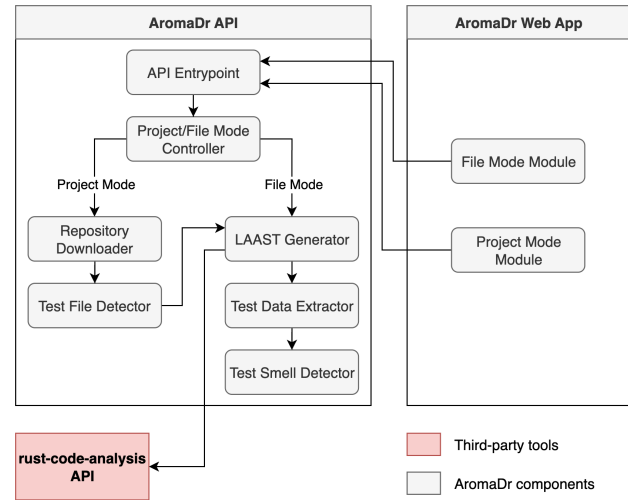 AromaDr API
AromaDr Web App
API Entrypoint
Project/File Mode
Controller
File Mode Module
Project Mode
File Mode
Repository
Downloader
LAAST Generator
Project Mode
Module
Test File Detector
Test Data Extractor
Test Smell Detector
rust-code-analysis
API
Third-party tools
AromaDr components